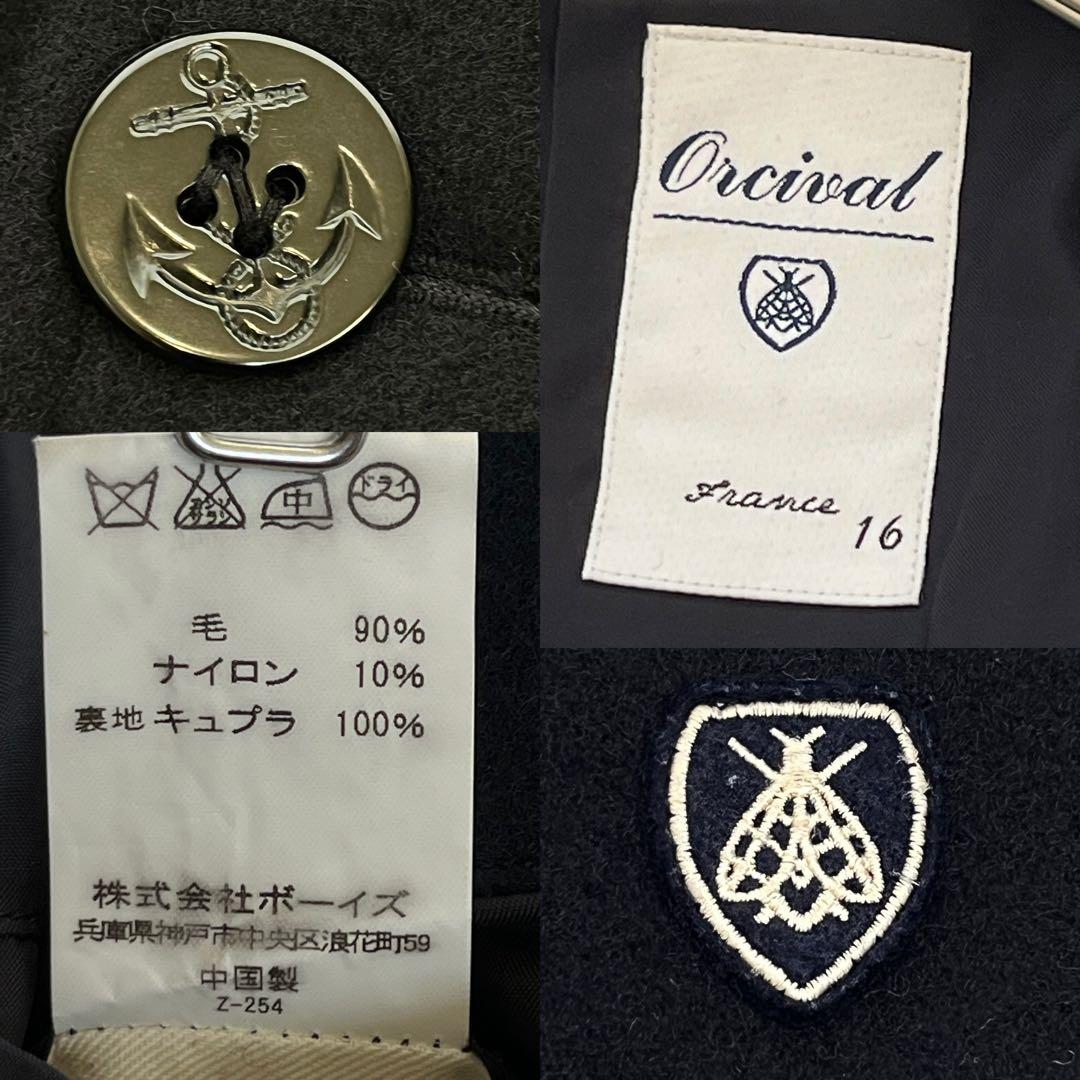 Orcival
France
16
中
ドライ
毛 90%
ナイロン 10%
裏地 キュプラ 100%
株式会社ボーイズ
兵庫県神戸市中央区浪花町59
中国製
Z-254